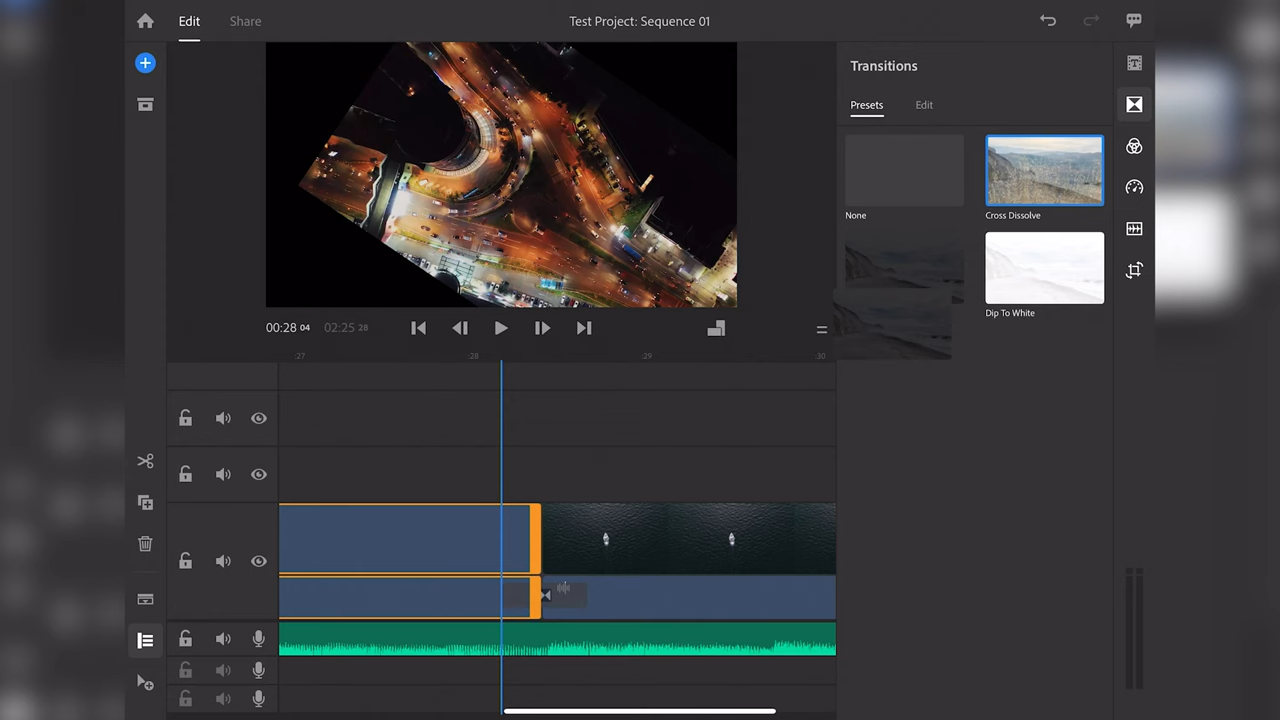 Edit
Share
Test Project: Sequence 01
Transitions
Presets
Edit
None
Cross Dissolve
Dip To White
00:28 04
02:25 28
:27
:28
:29
:30